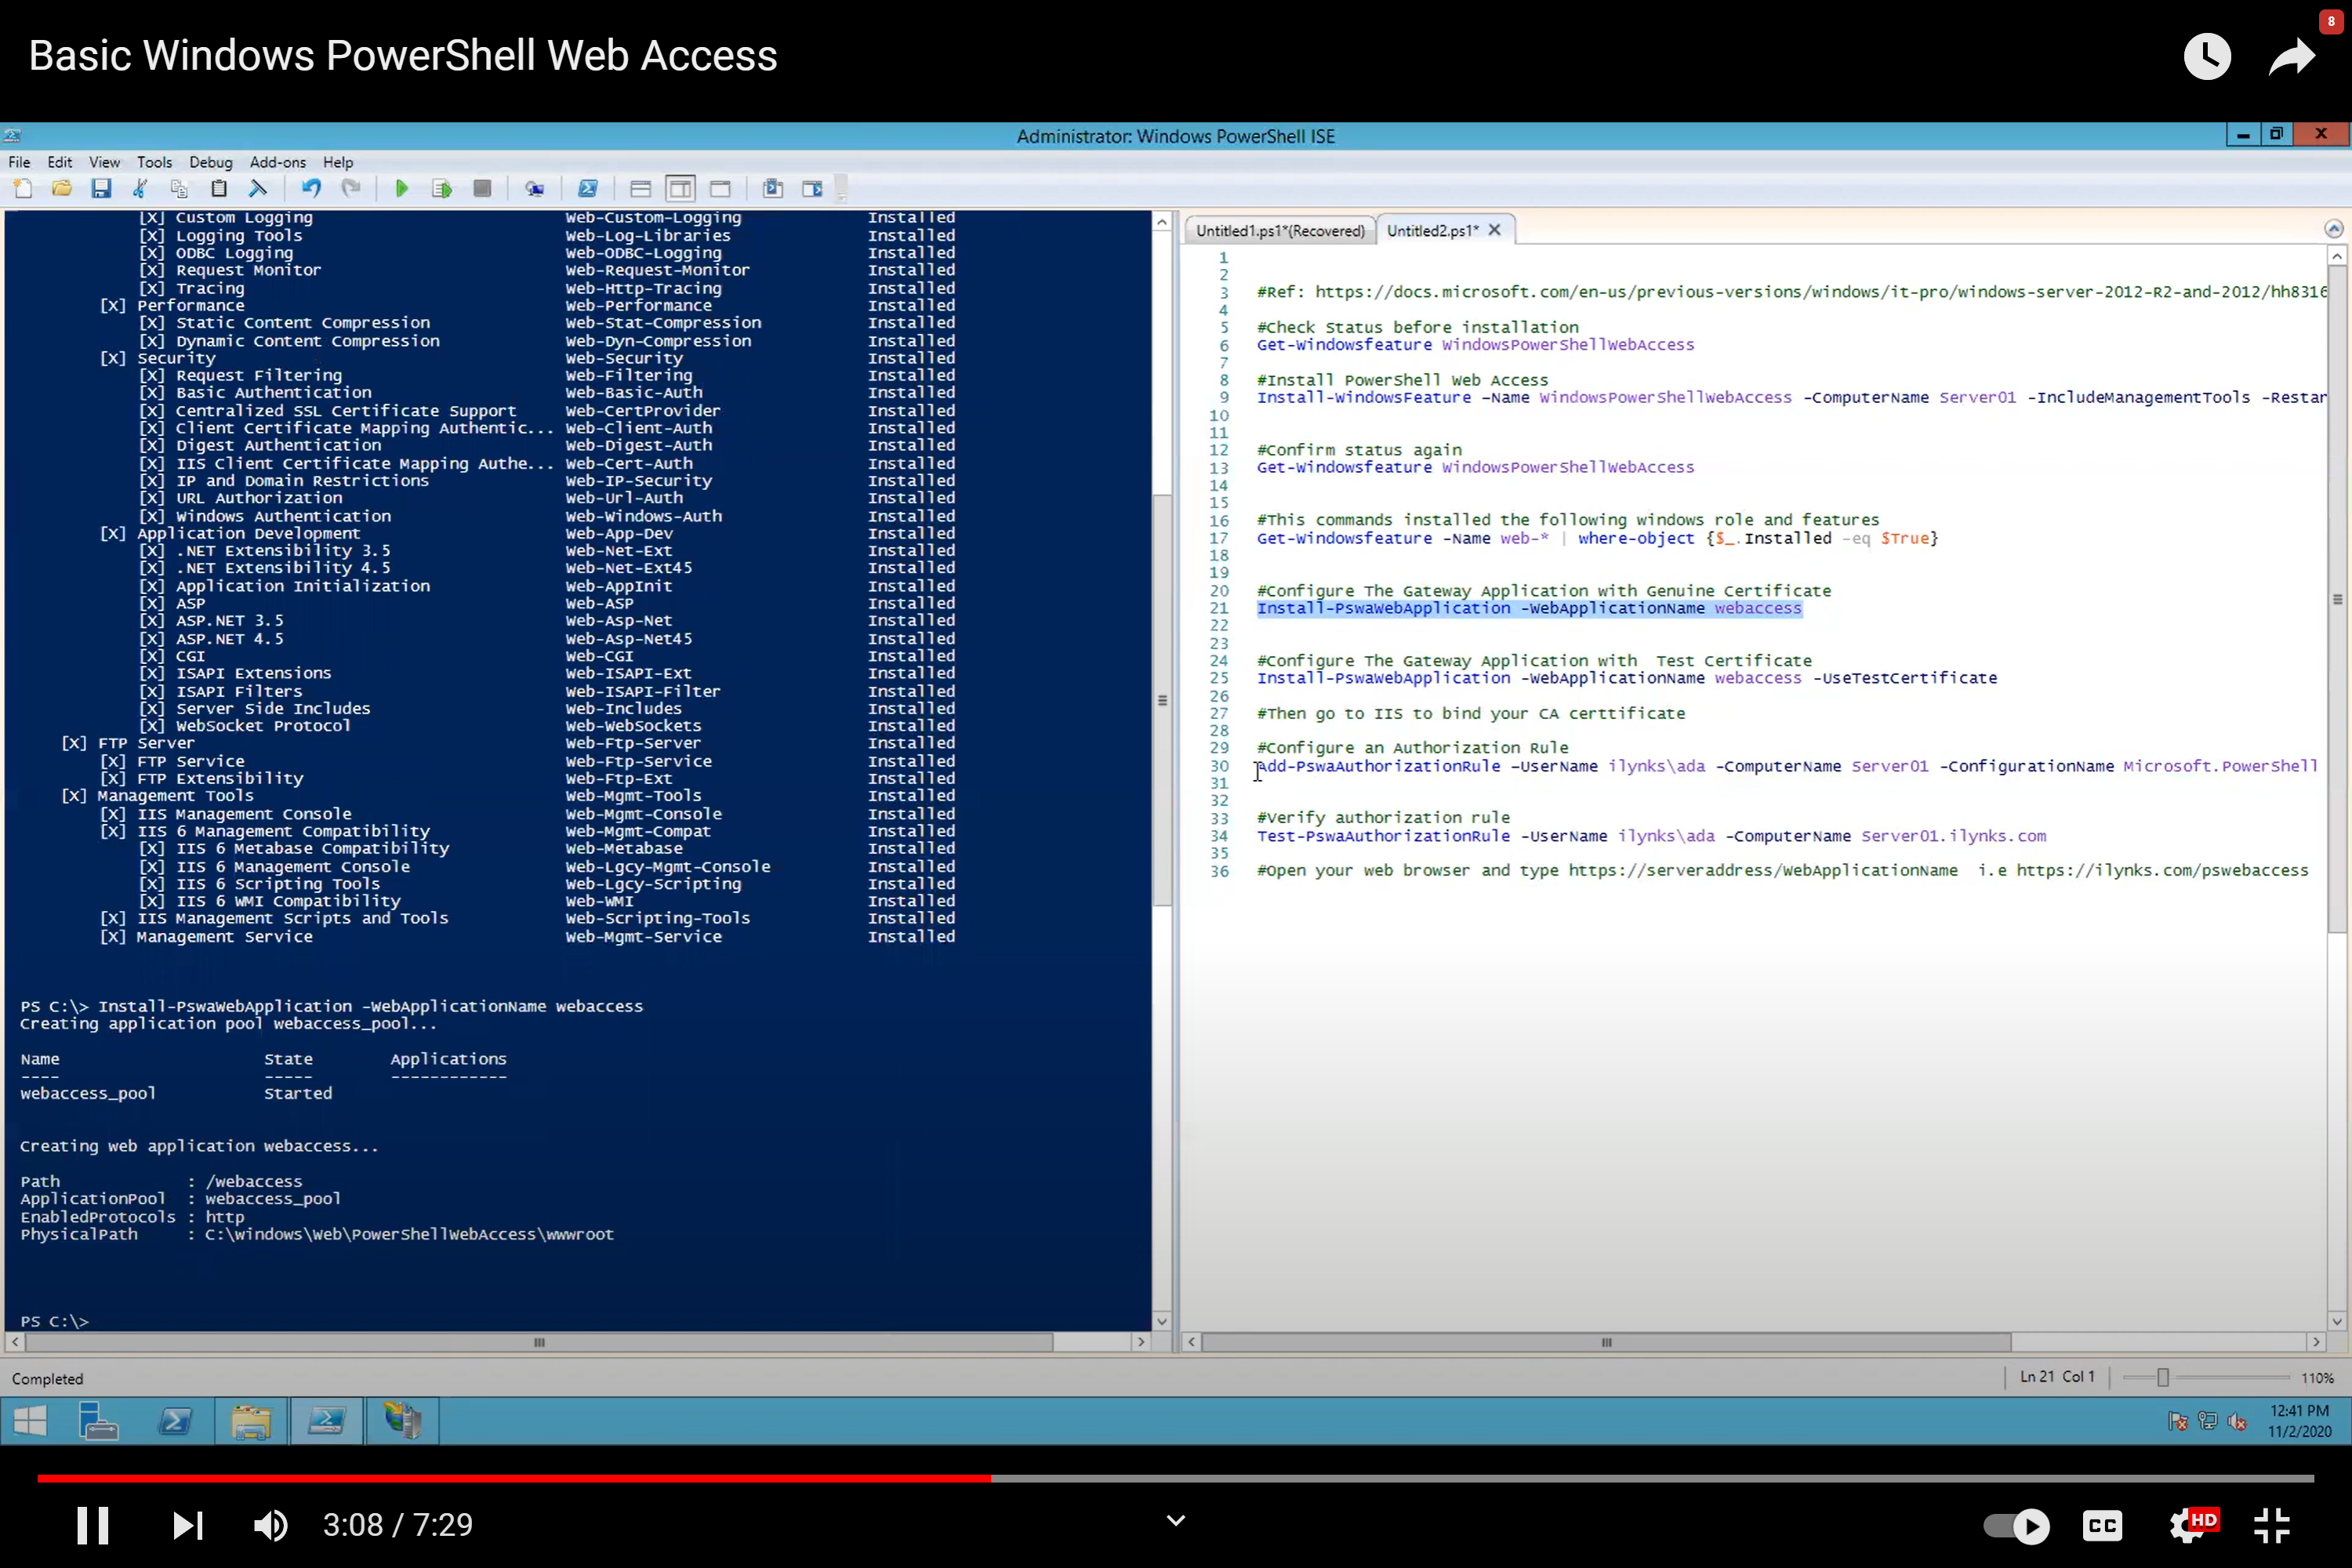 Basic Windows PowerShell Web Access
8
Administrator: Windows PowerShell ISE
File Edit View Tools Debug Add-ons Help
[X] Custom Logging Web-Custom-Logging Installed
[X] Logging Tools Web-Log-Libraries Installed
[X] ODBC Logging Web-ODBC-Logging Installed
[X] Request Monitor Web-Request-Monitor Installed
[X] Tracing Web-Http-Tracing Installed
[X] Performance Web-Performance Installed
[X] Static Content Compression Web-Stat-Compression Installed
[X] Dynamic Content Compression Web-Dyn-Compression Installed
[X] Security Web-Security Installed
[X] Request Filtering Web-Filtering Installed
[X] Basic Authentication Web-Basic-Auth Installed
[X] Centralized SSL Certificate Support Web-CertProvider Installed
[X] Client Certificate Mapping Authentic... Web-Client-Auth Installed
[X] Digest Authentication Web-Digest-Auth Installed
[X] IIS Client Certificate Mapping Authe... Web-Cert-Auth Installed
[X] IP and Domain Restrictions Web-IP-Security Installed
[X] URL Authorization Web-Url-Auth Installed
[X] Windows Authentication Web-Windows-Auth Installed
[X] Application Development Web-App-Dev Installed
[X] .NET Extensibility 3.5 Web-Net-Ext Installed
[X] .NET Extensibility 4.5 Web-Net-Ext45 Installed
[X] Application Initialization Web-AppInit Installed
[X] ASP Web-ASP Installed
[X] ASP.NET 3.5 Web-Asp-Net Installed
[X] ASP.NET 4.5 Web-Asp-Net45 Installed
[X] CGI Web-CGI Installed
[X] ISAPI Extensions Web-ISAPI-Ext Installed
[X] ISAPI Filters Web-ISAPI-Filter Installed
[X] Server Side Includes Web-Includes Installed
[X] WebSocket Protocol Web-WebSockets Installed
[X] FTP Server Web-Ftp-Server Installed
[X] FTP Service Web-Ftp-Service Installed
[X] FTP Extensibility Web-Ftp-Ext Installed
[X] Management Tools Web-Mgmt-Tools Installed
[X] IIS Management Console Web-Mgmt-Console Installed
[X] IIS 6 Management Compatibility Web-Mgmt-Compat Installed
[X] IIS 6 Metabase Compatibility Web-Metabase Installed
[X] IIS 6 Management Console Web-Lgcy-Mgmt-Console Installed
[X] IIS 6 Scripting Tools Web-Lgcy-Scripting Installed
[X] IIS 6 WMI Compatibility Web-WMI Installed
[X] IIS Management Scripts and Tools Web-Scripting-Tools Installed
[X] Management Service Web-Mgmt-Service Installed
PS C:\> Install-PswaWebApplication -WebApplicationName webaccess
Creating application pool webaccess_pool...
Name State Applications
---- ----- ------------
webaccess_pool Started
Creating web application webaccess...
Path : /webaccess
ApplicationPool : webaccess_pool
EnabledProtocols : http
PhysicalPath : C:\Windows\Web\PowerShellWebAccess\wwwroot
PS C:\>
Untitled1.ps1*(Recovered) Untitled2.ps1*
1
2
3 #Ref: https://docs.microsoft.com/en-us/previous-versions/windows/it-pro/windows-server-2012-R2-and-2012/hh8316
4
5 #Check Status before installation
6 Get-Windowsfeature WindowsPowerShellWebAccess
7
8 #Install PowerShell Web Access
9 Install-WindowsFeature -Name WindowsPowerShellWebAccess -ComputerName Server01 -IncludeManagementTools -Restar
10
11
12 #Confirm status again
13 Get-Windowsfeature WindowsPowerShellWebAccess
14
15
16 #This commands installed the following windows role and features
17 Get-Windowsfeature -Name web-* | where-object {$_.Installed -eq $True}
18
19
20 #Configure The Gateway Application with Genuine Certificate
21 Install-PswaWebApplication -WebApplicationName webaccess
22
23
24 #Configure The Gateway Application with Test Certificate
25 Install-PswaWebApplication -WebApplicationName webaccess -UseTestCertificate
26
27 #Then go to IIS to bind your CA certtificate
28
29 #Configure an Authorization Rule
30 Add-PswaAuthorizationRule -UserName ilynks\ada -ComputerName Server01 -ConfigurationName Microsoft.PowerShell
31
32
33 #Verify authorization rule
34 Test-PswaAuthorizationRule -UserName ilynks\ada -ComputerName Server01.ilynks.com
35
36 #Open your web browser and type https://serveraddress/WebApplicationName i.e https://ilynks.com/pswebaccess
Completed
Ln 21 Col 1 110%
12:41 PM
11/2/2020
3:08 / 7:29
CC
HD